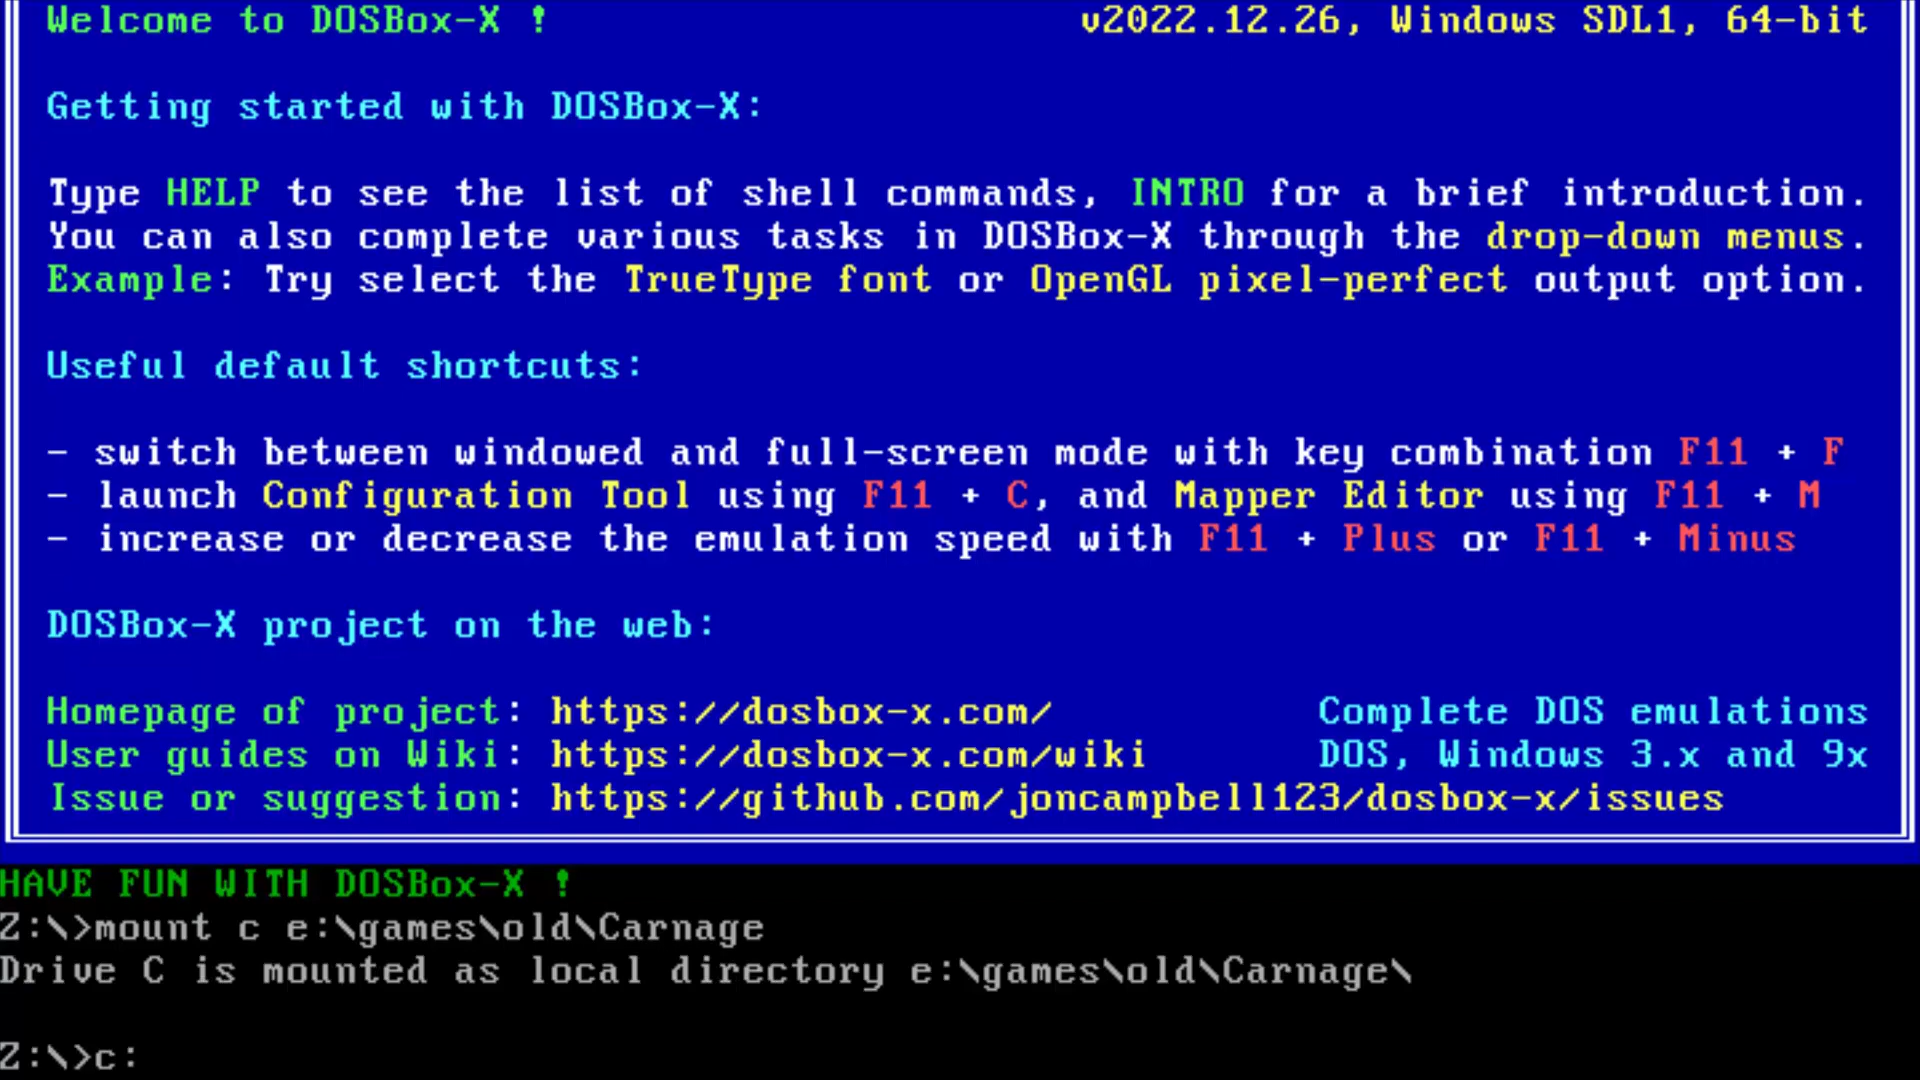 Welcome to DOSBox-X ! v2022.12.26, Windows SDL1, 64-bit
Getting started with DOSBox-X:
Type HELP to see the list of shell commands, INTRO for a brief introduction.
You can also complete various tasks in DOSBox-X through the drop-down menus.
Example: Try select the TrueType font or OpenGL pixel-perfect output option.
Useful default shortcuts:
- switch between windowed and full-screen mode with key combination F11 + F
- launch Configuration Tool using F11 + C, and Mapper Editor using F11 + M
- increase or decrease the emulation speed with F11 + Plus or F11 + Minus
DOSBox-X project on the web:
Homepage of project: https://dosbox-x.com/ Complete DOS emulations
User guides on Wiki: https://dosbox-x.com/wiki DOS, Windows 3.x and 9x
Issue or suggestion: https://github.com/joncampbell123/dosbox-x/issues
HAVE FUN WITH DOSBox-X !
Z:\>mount c e:\games\old\Carnage
Drive C is mounted as local directory e:\games\old\Carnage\
Z:\>c: